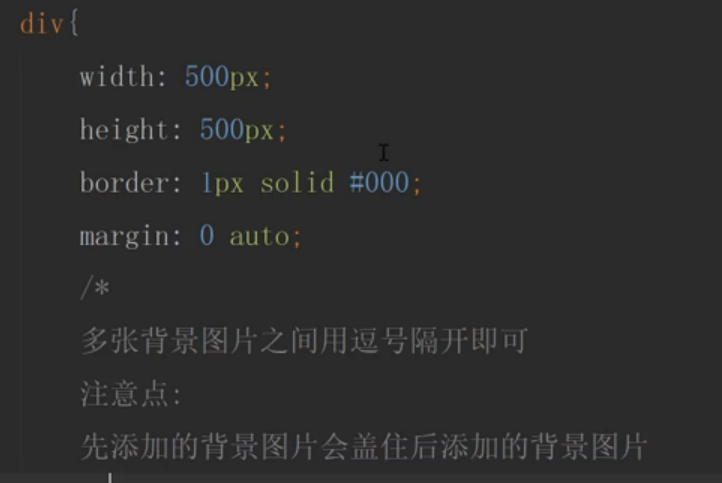 div{
width: 500px;
height: 500px;
border: 1px solid #000;
margin: 0 auto;
/*
多张背景图片之间用逗号隔开即可
注意点:
先添加的背景图片会盖住后添加的背景图片